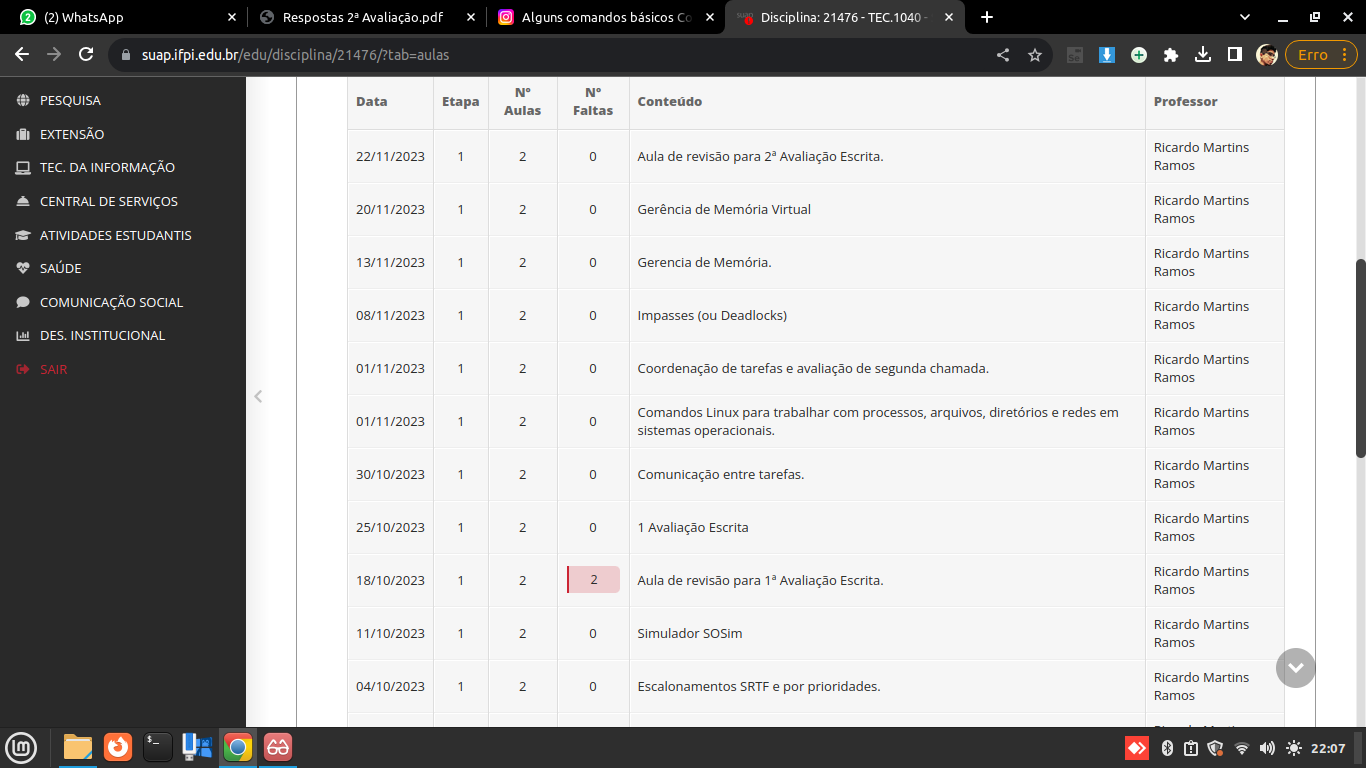 (2) WhatsApp
Respostas 2ª Avaliação.pdf
Alguns comandos básicos Co
Disciplina: 21476 - TEC.1040 -
suap.ifpi.edu.br/edu/disciplina/21476/?tab=aulas
Erro
PESQUISA
EXTENSÃO
TEC. DA INFORMAÇÃO
CENTRAL DE SERVIÇOS
ATIVIDADES ESTUDANTIS
SAÚDE
COMUNICAÇÃO SOCIAL
DES. INSTITUCIONAL
SAIR
Data Etapa Nº Aulas Nº Faltas Conteúdo Professor
22/11/2023 1 2 0 Aula de revisão para 2ª Avaliação Escrita. Ricardo Martins
Ramos
20/11/2023 1 2 0 Gerência de Memória Virtual Ricardo Martins
Ramos
13/11/2023 1 2 0 Gerencia de Memória. Ricardo Martins
Ramos
08/11/2023 1 2 0 Impasses (ou Deadlocks) Ricardo Martins
Ramos
01/11/2023 1 2 0 Coordenação de tarefas e avaliação de segunda chamada. Ricardo Martins
Ramos
01/11/2023 1 2 0 Comandos Linux para trabalhar com processos, arquivos, diretórios e redes em Ricardo Martins
sistemas operacionais. Ramos
30/10/2023 1 2 0 Comunicação entre tarefas. Ricardo Martins
Ramos
25/10/2023 1 2 0 1 Avaliação Escrita Ricardo Martins
Ramos
18/10/2023 1 2 2 Aula de revisão para 1ª Avaliação Escrita. Ricardo Martins
Ramos
11/10/2023 1 2 0 Simulador SOSim Ricardo Martins
Ramos
04/10/2023 1 2 0 Escalonamentos SRTF e por prioridades. Ricardo Martins
Ramos
22:07